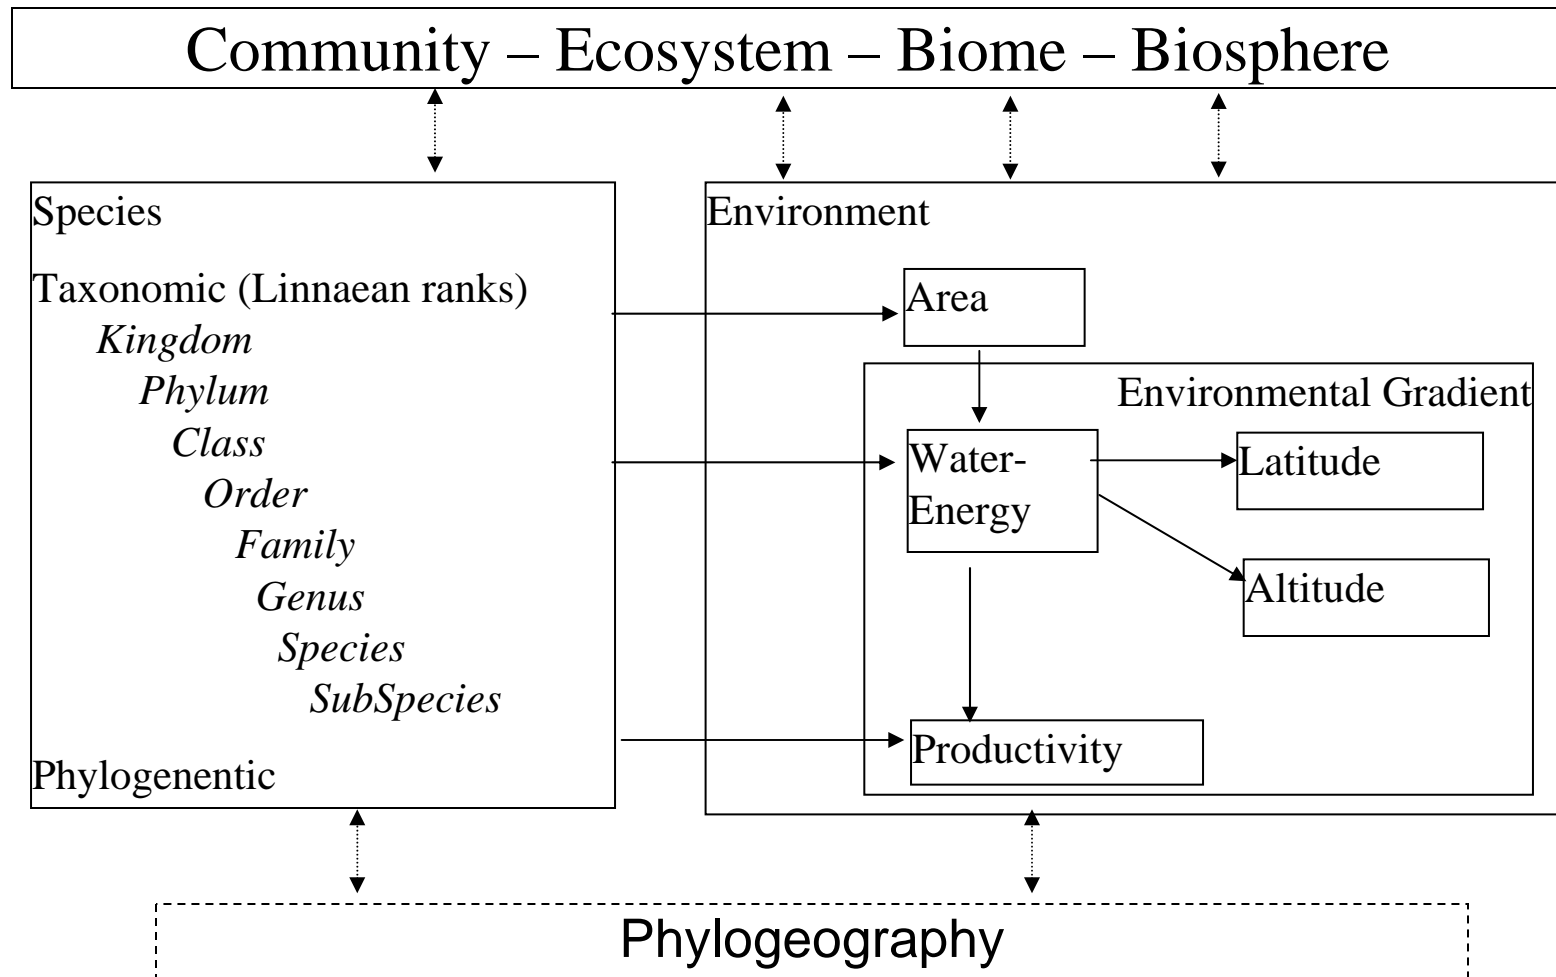 Community – Ecosystem – Biome – Biosphere
Species
Taxonomic (Linnaean ranks)
Kingdom
Phylum
Class
Order
Family
Genus
Species
SubSpecies
Phylogenentic
Environment
Area
Environmental Gradient
Water-
Energy
Latitude
Altitude
Productivity
Phylogeography